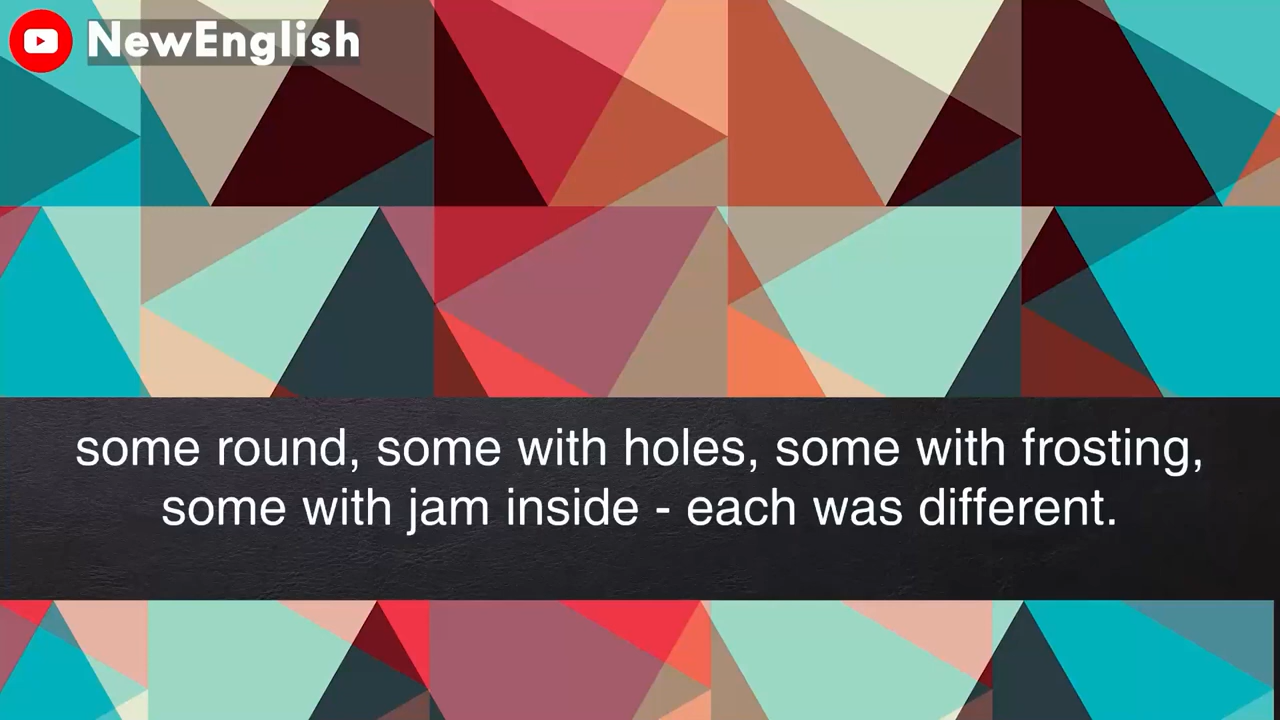 NewEnglish
some round, some with holes, some with frosting,
some with jam inside - each was different.